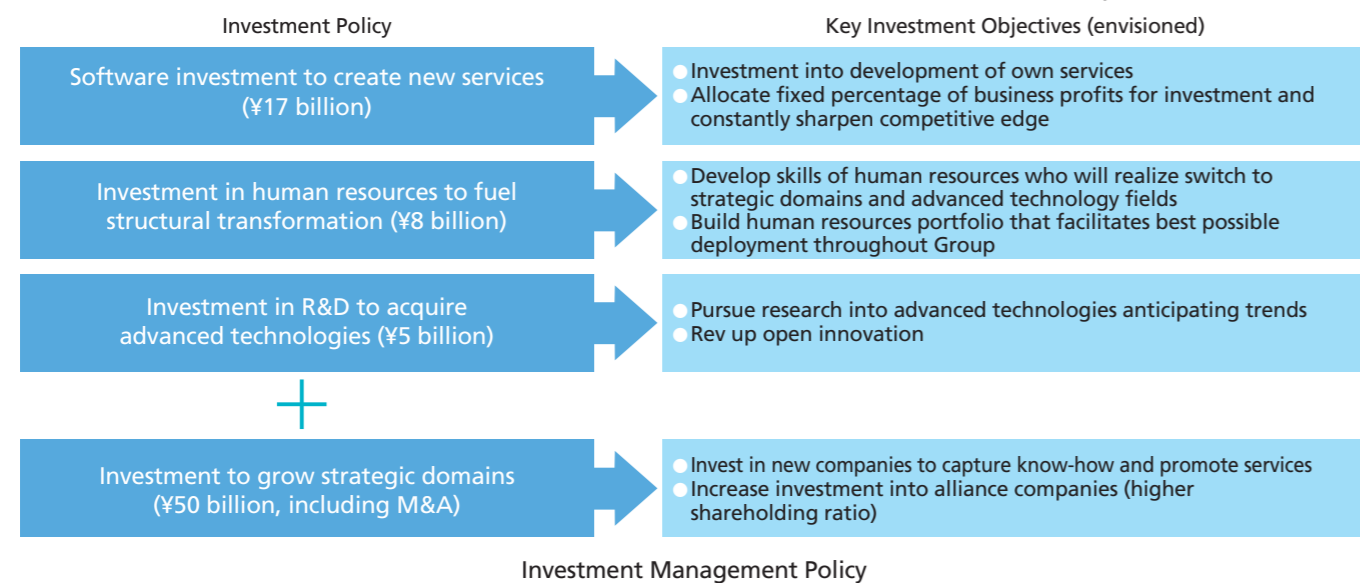 Investment Policy
Key Investment Objectives (envisioned)
Software investment to create new services
(¥17 billion)
Investment into development of own services
Allocate fixed percentage of business profits for investment and
constantly sharpen competitive edge
Investment in human resources to fuel
structural transformation (¥8 billion)
Develop skills of human resources who will realize switch to
strategic domains and advanced technology fields
Build human resources portfolio that facilitates best possible
deployment throughout Group
Investment in R&D to acquire
advanced technologies (¥5 billion)
Pursue research into advanced technologies anticipating trends
Rev up open innovation
+
Investment to grow strategic domains
(¥50 billion, including M&A)
Invest in new companies to capture know-how and promote services
Increase investment into alliance companies (higher
shareholding ratio)
Investment Management Policy